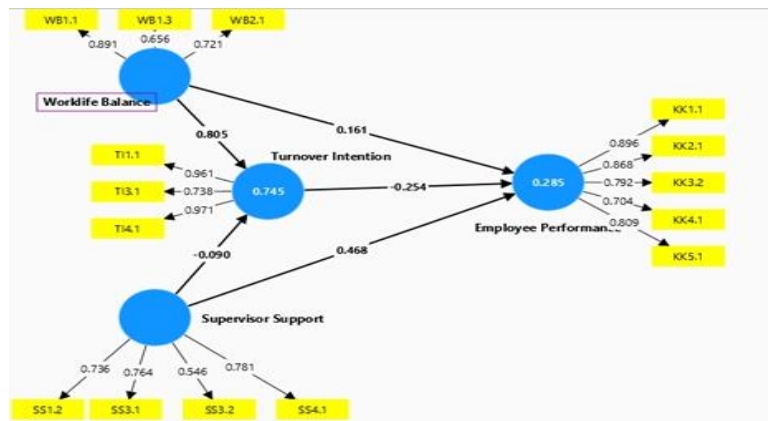 WB1.1 WB1.3 WB2.1
0.891 0.656 0.721
Worklife Balance
0.805
0.161
TI1.1
TI3.1
TI4.1
0.961
0.738
0.971
Turnover Intention
0.745
-0.254
0.285
Employee Performance
0.896
0.868
0.792
0.704
0.809
KK1.1
KK2.1
KK3.2
KK4.1
KK5.1
-0.090
0.468
Supervisor Support
0.736 0.764 0.546 0.781
SS1.2 SS3.1 SS3.2 SS4.1